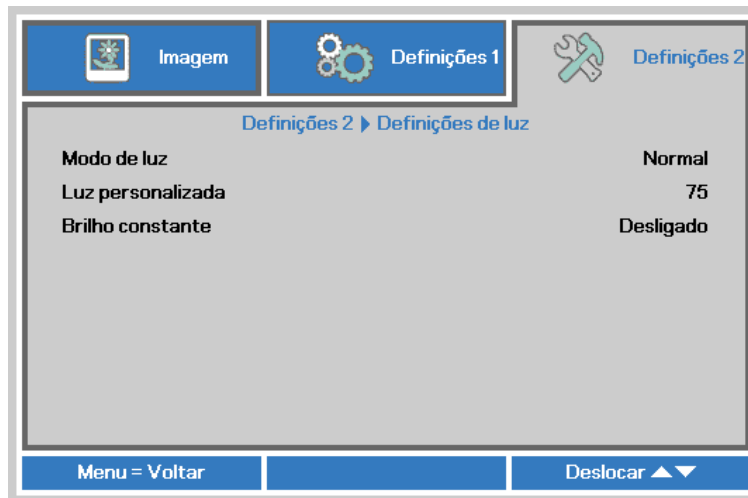 Imagem
Definições 1
Definições 2
Definições 2 ▶ Definições de luz
Modo de luz Normal
Luz personalizada 75
Brilho constante Desligado
Menu = Voltar
Deslocar ▲▼